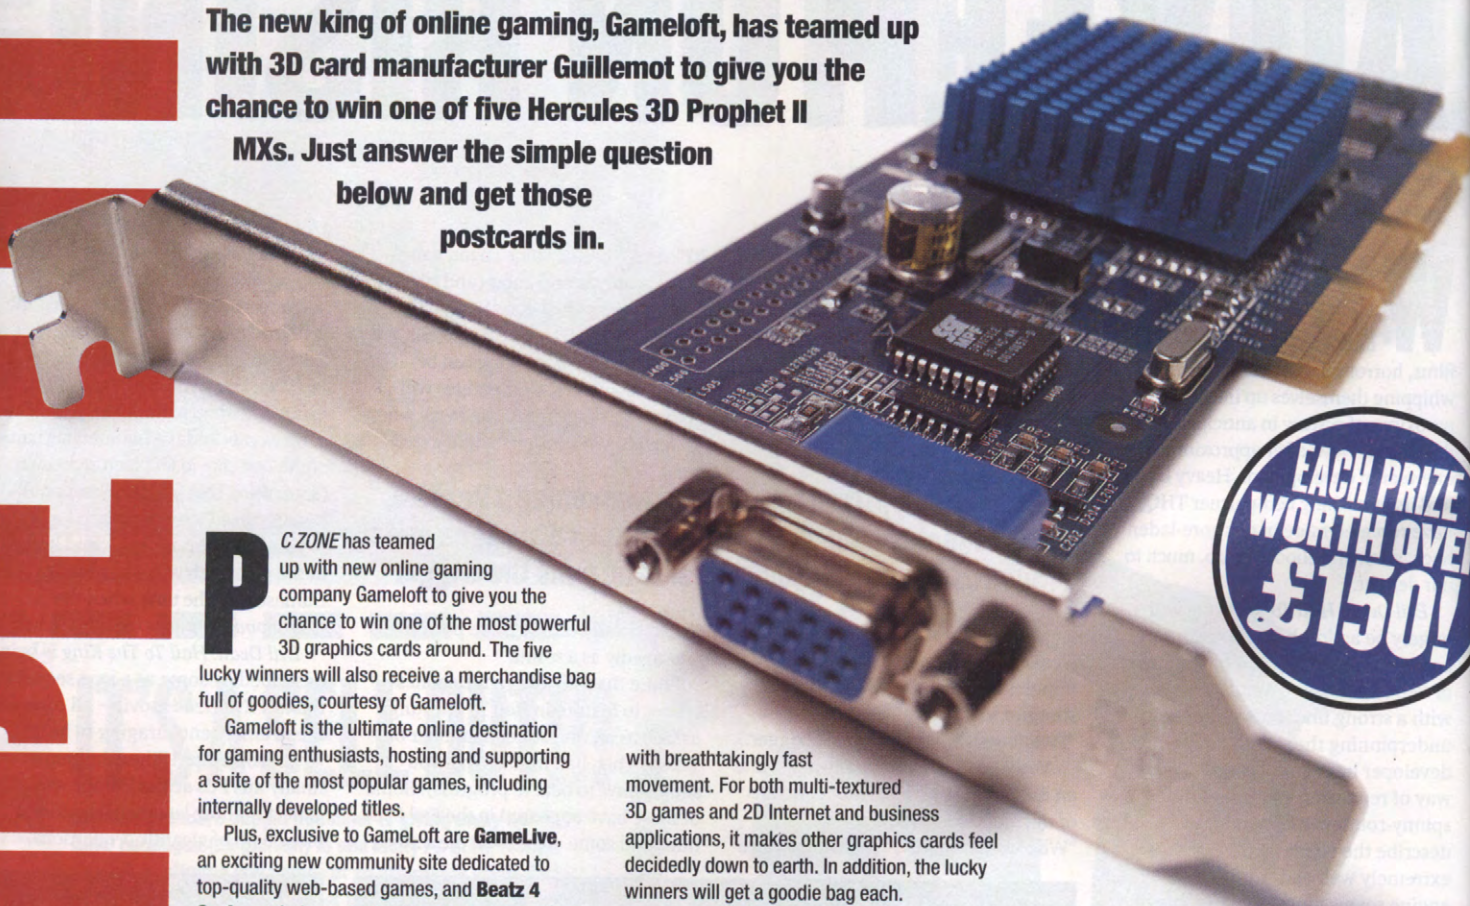 The new king of online gaming, Gameloft, has teamed up
with 3D card manufacturer Guillemot to give you the
chance to win one of five Hercules 3D Prophet II
MXs. Just answer the simple question
below and get those
postcards in.
EACH PRIZE
WORTH OVER
£150!
PC ZONE has teamed
up with new online gaming
company Gameloft to give you the
chance to win one of the most powerful
3D graphics cards around. The five
lucky winners will also receive a merchandise bag
full of goodies, courtesy of Gameloft.
Gameloft is the ultimate online destination
for gaming enthusiasts, hosting and supporting
a suite of the most popular games, including
internally developed titles.
Plus, exclusive to GameLoft are GameLive,
an exciting new community site dedicated to
top-quality web-based games, and Beatz 4
with breathtakingly fast
movement. For both multi-textured
3D games and 2D Internet and business
applications, it makes other graphics cards feel
decidedly down to earth. In addition, the lucky
winners will get a goodie bag each.